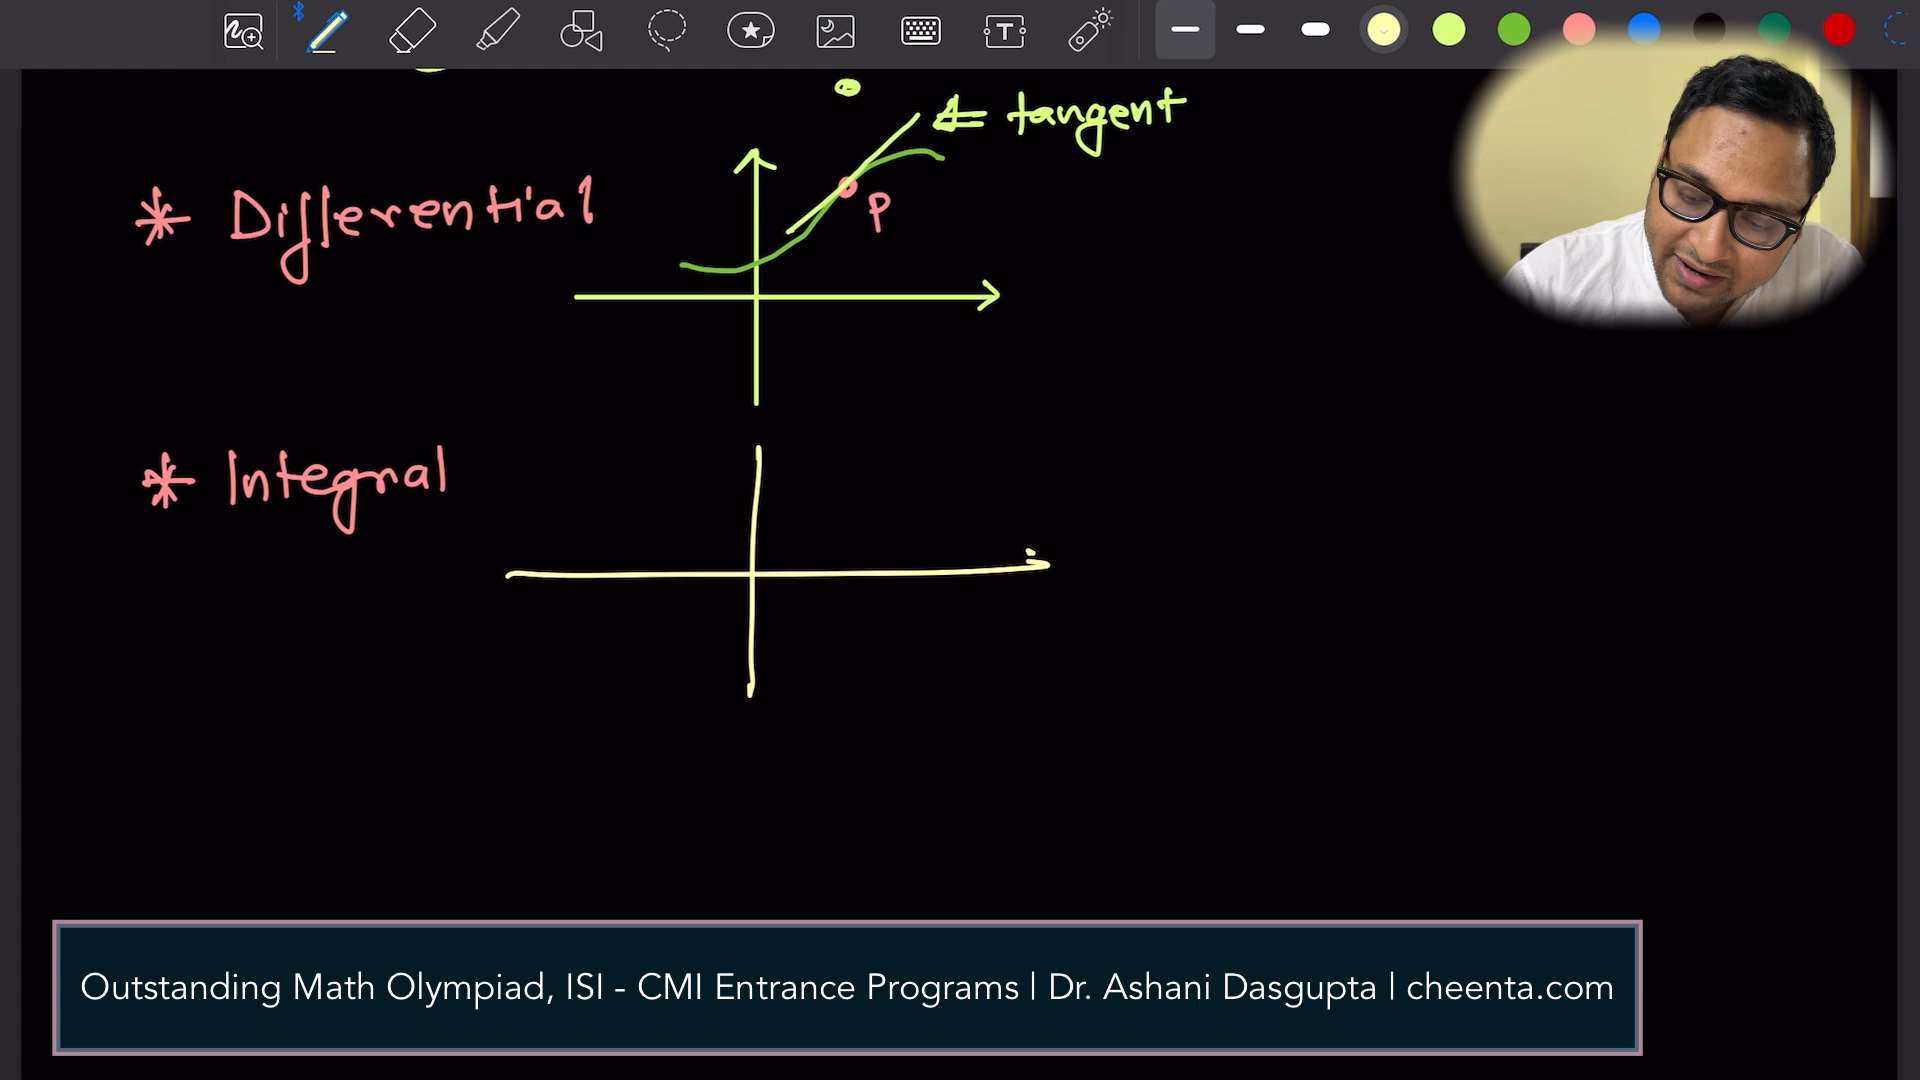 tangent
* Differential
P
* Integral
Outstanding Math Olympiad, ISI - CMI Entrance Programs | Dr. Ashani Dasgupta | cheenta.com